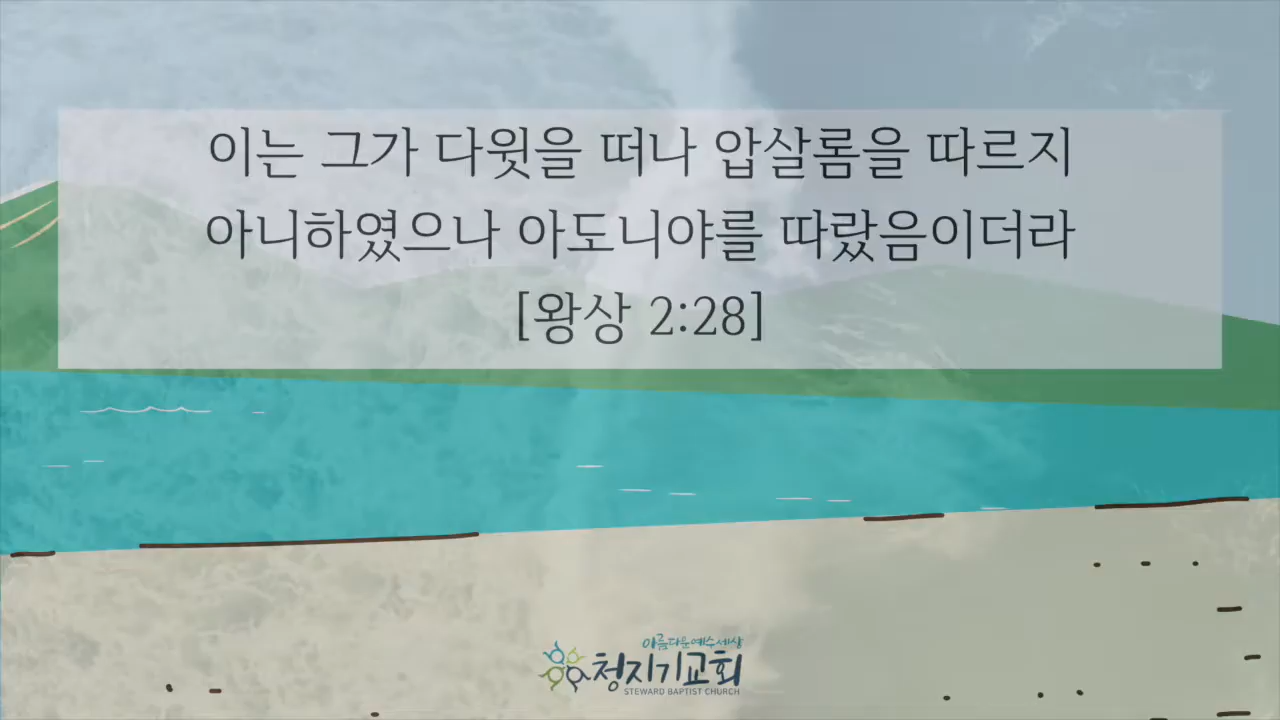 이는 그가 다윗을 떠나 압살롬을 따르지
아니하였으나 아도니야를 따랐음이더라
[왕상 2:28]
아름다운예수세상
청지기교회
STEWARD BAPTIST CHURCH